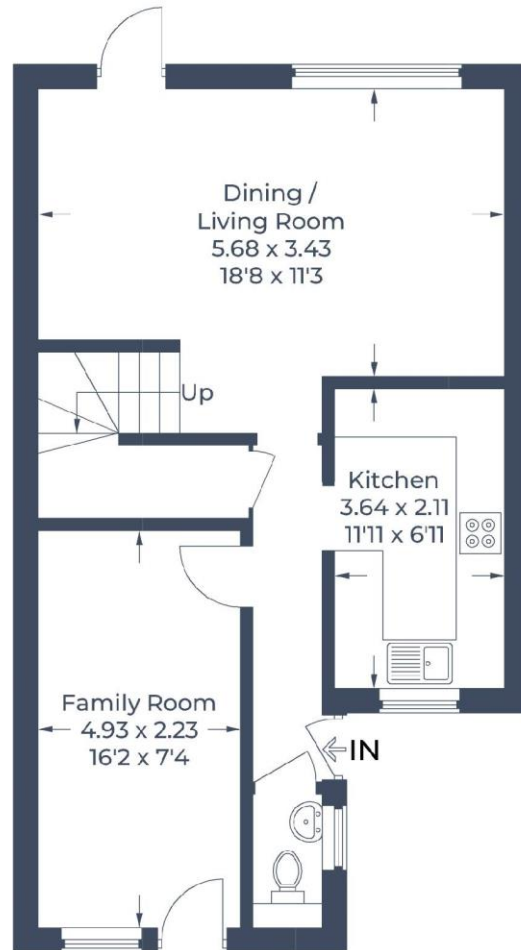 Dining /
Living Room
5.68 x 3.43
18'8 x 11'3
Up
Kitchen
3.64 x 2.11
11'11 x 6'11
Family Room
4.93 x 2.23
16'2 x 7'4
IN